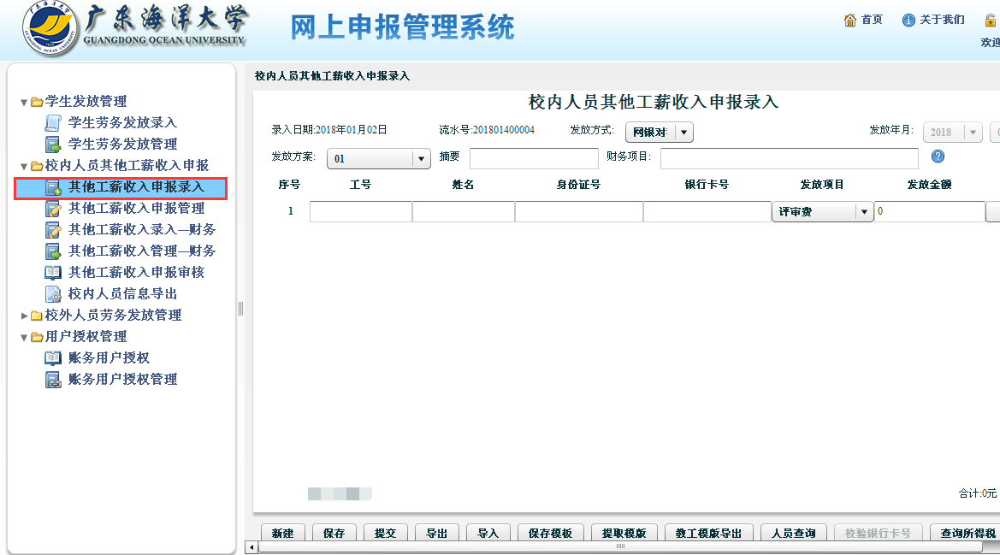 广东海洋大学
GUANGDONG OCEAN UNIVERSITY
网上申报管理系统
首页 关于我们
欢迎
学生发放管理
学生劳务发放录入
学生劳务发放管理
校内人员其他工薪收入申报
其他工薪收入申报录入
其他工薪收入申报管理
其他工薪收入录入—财务
其他工薪收入管理—财务
其他工薪收入申报审核
校内人员信息导出
校外人员劳务发放管理
用户授权管理
账务用户授权
账务用户授权管理
校内人员其他工薪收入申报录入
校内人员其他工薪收入申报录入
录入日期:2018年01月02日 流水号:201801400004 发放方式: 网银对 发放年月: 2018
发放方案: 01 摘要 财务项目:
序号 工号 姓名 身份证号 银行卡号 发放项目 发放金额
1 评审费 0
合计:0元
新建 保存 提交 导出 导入 保存模板 提取模版 教工模版导出 人员查询 校验银行卡号 查询所得税